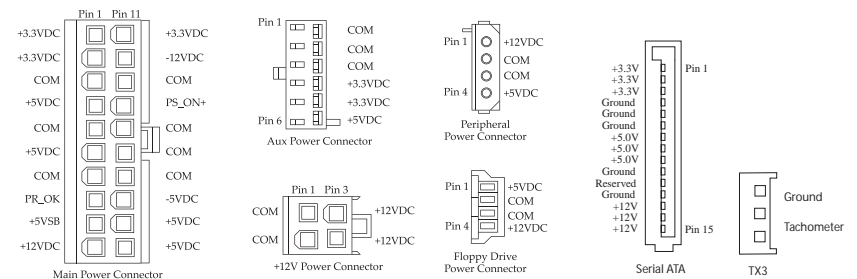 Pin 1 Pin 11
+3.3VDC +3.3VDC
+3.3VDC -12VDC
COM COM
+5VDC PS_ON+
COM COM
+5VDC COM
COM COM
PR_OK -5VDC
+5VSB +5VDC
+12VDC +5VDC
Main Power Connector
Pin 1 COM
COM
COM
+3.3VDC
+3.3VDC
Pin 6 +5VDC
Aux Power Connector
Pin 1 Pin 3
COM +12VDC
COM +12VDC
+12V Power Connector
Pin 1 +12VDC
COM
COM
Pin 4 +5VDC
Peripheral
Power Connector
Pin 1 +5VDC
COM
COM
Pin 4 +12VDC
Floppy Drive
Power Connector
+3.3V Pin 1
+3.3V
+3.3V
Ground
Ground
Ground
+5.0V
+5.0V
+5.0V
Ground
Reserved
Ground
+12V
+12V
+12V Pin 15
Serial ATA
Ground
Tachometer
TX3